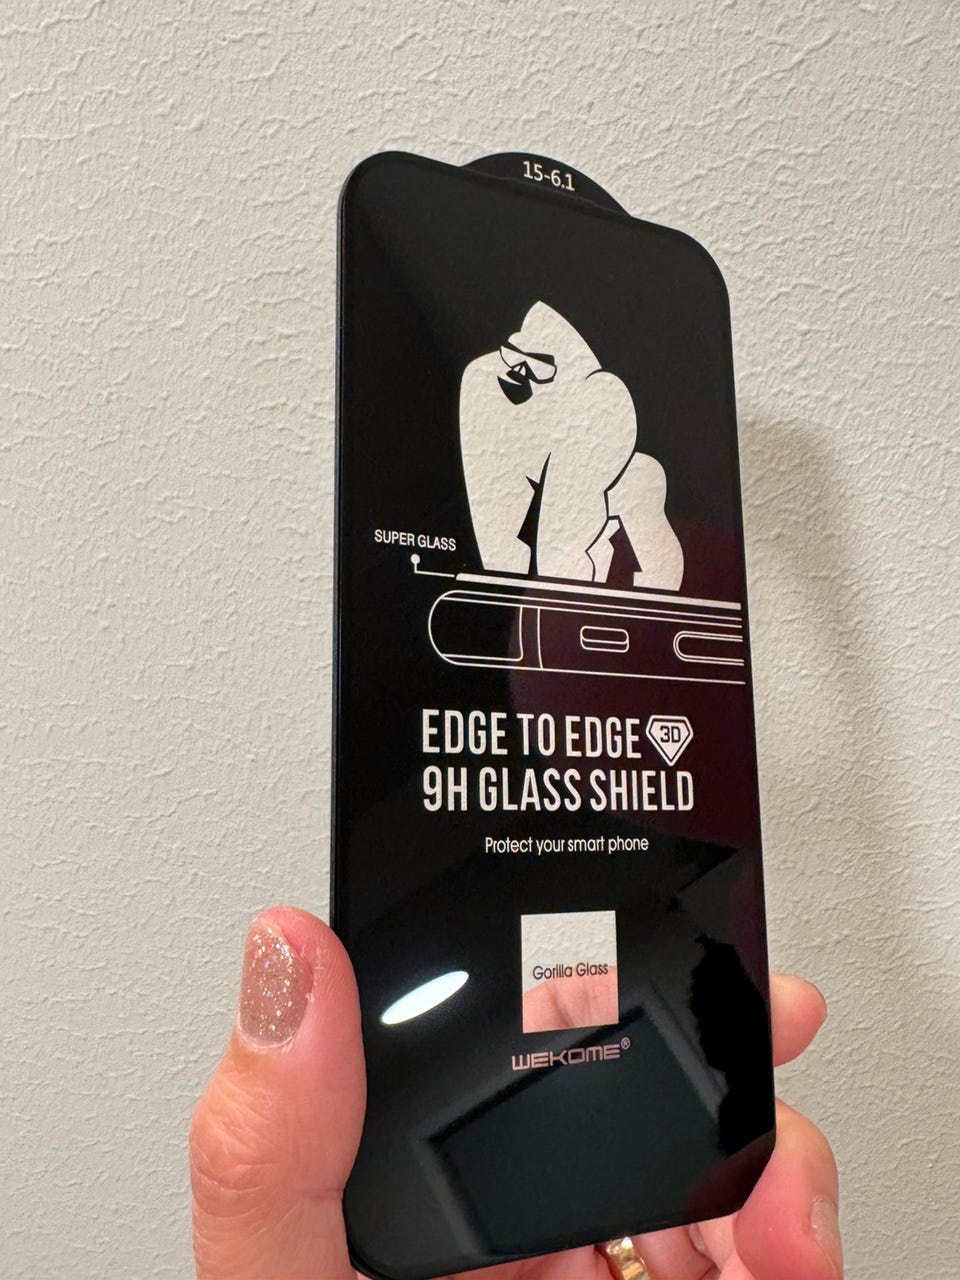 15-6.1
SUPER GLASS
EDGE TO EDGE 3D
9H GLASS SHIELD
Protect your smart phone
Gorilla Glass
WEKOME®